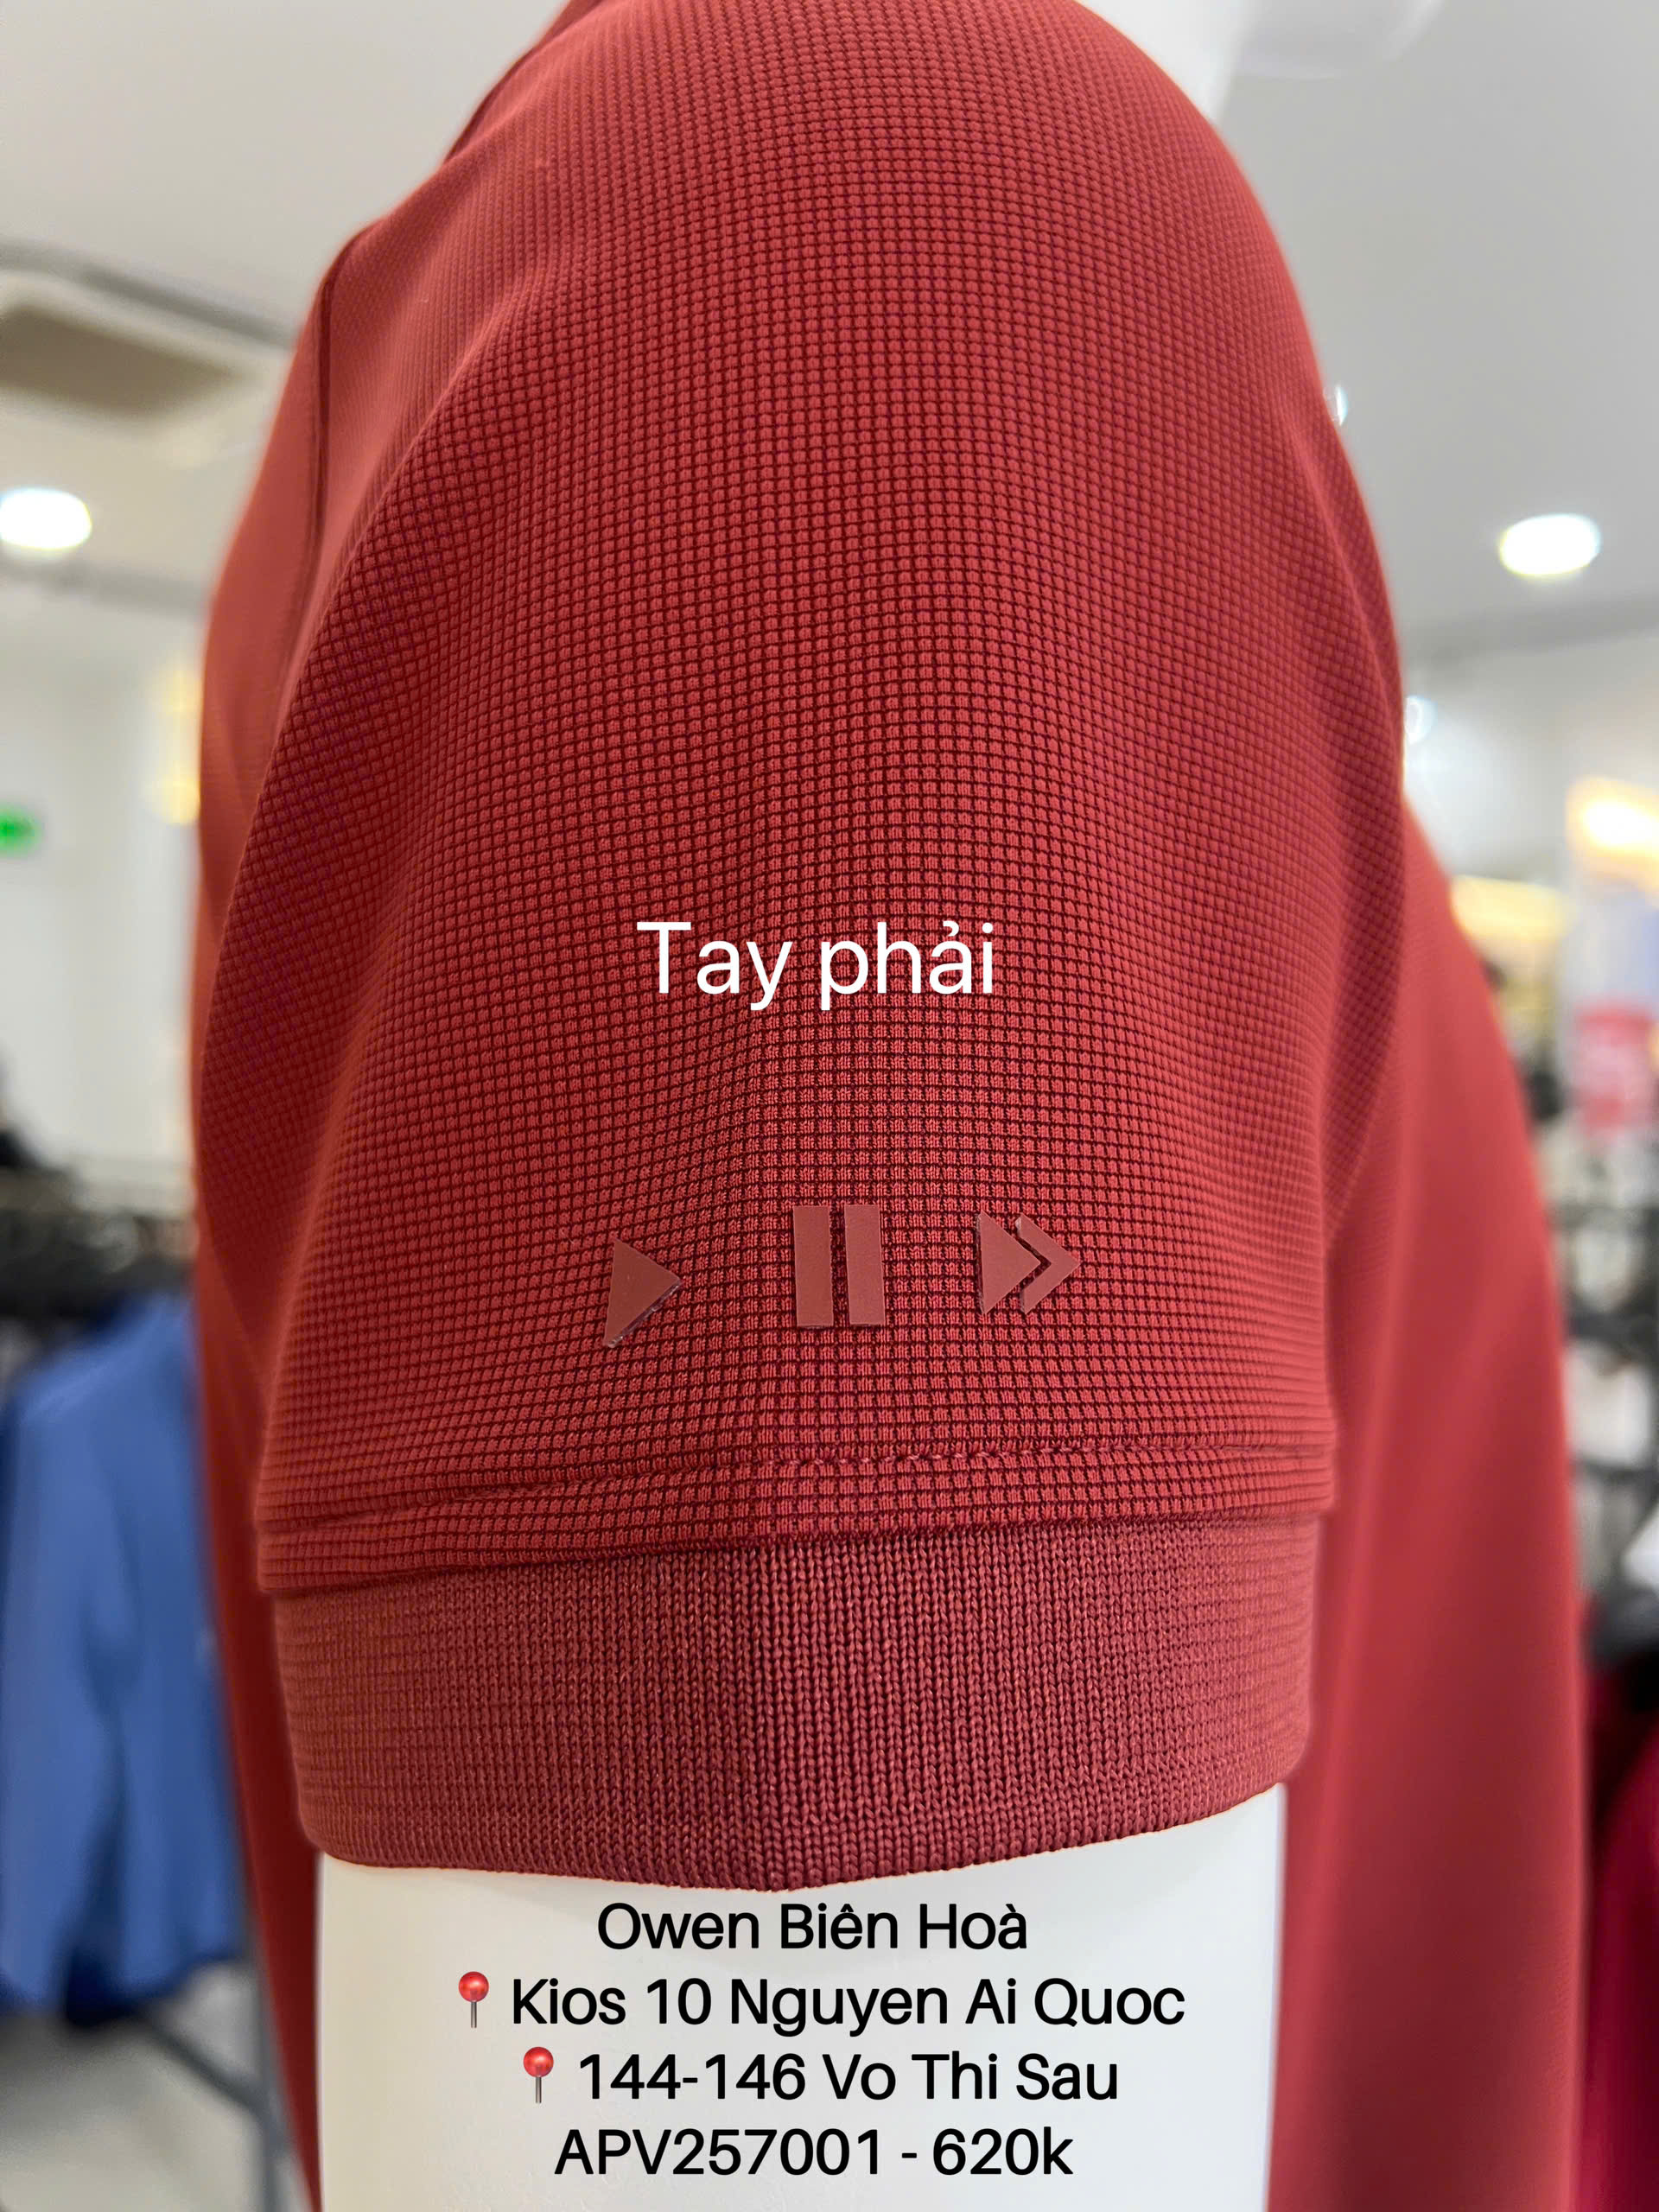 Tay phải
Owen Biên Hoà
📍Kios 10 Nguyen Ai Quoc
📍144-146 Vo Thi Sau
APV257001 - 620k